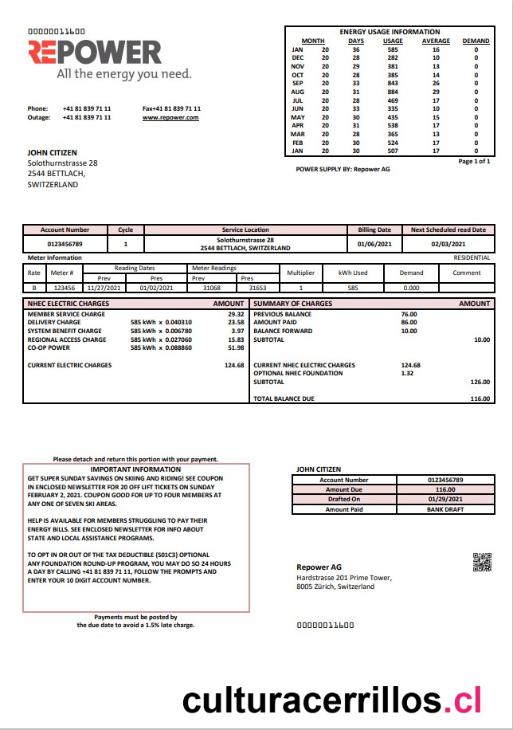 00000011600
REPOWER
All the energy you need.
Phone: +41 81 839 71 11 Fax+41 81 839 71 11
Outage: +41 81 839 71 11 www.repower.com
JOHN CITIZEN
Solothurnstrasse 28
2544 BETTLACH,
SWITZERLAND
ENERGY USAGE INFORMATION
MONTH DAYS USAGE AVERAGE DEMAND
JAN 20 36 585 16 0
DEC 20 28 282 10 0
NOV 20 29 381 13 0
OCT 20 28 385 14 0
SEP 20 33 843 26 0
AUG 20 31 884 29 0
JUL 20 28 469 17 0
JUN 20 33 335 10 0
MAY 20 30 435 15 0
APR 20 31 538 17 0
MAR 20 28 365 13 0
FEB 20 30 524 17 0
JAN 20 30 507 17 0
Page 1 of 1
POWER SUPPLY BY: Repower AG
Account Number Cycle Service Location Billing Date Next Scheduled read Date
0123456789 1 Solothurnstrasse 28 01/06/2021 02/03/2021
2544 BETTLACH, SWITZERLAND
Meter Information RESIDENTIAL
Rate Meter # Reading Dates Meter Readings Multiplier kWh Used Demand Comment
Prev Pres Prev Pres
B 123456 11/27/2021 01/02/2021 31068 31653 1 585 0.000
NHEC ELECTRIC CHARGES AMOUNT
MEMBER SERVICE CHARGE 29.32
DELIVERY CHARGE 585 kWh x 0.040310 23.58
SYSTEM BENEFIT CHARGE 585 kWh x 0.006780 3.97
REGIONAL ACCESS CHARGE 585 kWh x 0.027060 15.83
CO-OP POWER 585 kWh x 0.088860 51.98
CURRENT ELECTRIC CHARGES 124.68
SUMMARY OF CHARGES AMOUNT
PREVIOUS BALANCE 76.00
AMOUNT PAID 86.00
BALANCE FORWARD 10.00
SUBTOTAL 10.00
CURRENT NHEC ELECTRIC CHARGES 124.68
OPTIONAL NHEC FOUNDATION 1.32
SUBTOTAL 126.00
TOTAL BALANCE DUE 116.00
Please detach and return this portion with your payment.
IMPORTANT INFORMATION
GET SUPER SUNDAY SAVINGS ON SKIING AND RIDING! SEE COUPON
IN ENCLOSED NEWSLETTER FOR 20 OFF LIFT TICKETS ON SUNDAY
FEBRUARY 2, 2021. COUPON GOOD FOR UP TO FOUR MEMBERS AT
ANY ONE OF SEVEN SKI AREAS.
HELP IS AVAILABLE FOR MEMBERS STRUGGLING TO PAY THEIR
ENERGY BILLS. SEE ENCLOSED NEWSLETTER FOR INFO ABOUT
STATE AND LOCAL ASSISTANCE PROGRAMS.
TO OPT IN OR OUT OF THE TAX DEDUCTIBLE (501C3) OPTIONAL
ANY FOUNDATION ROUND-UP PROGRAM, YOU MAY DO SO 24 HOURS
A DAY BY CALLING +41 81 839 7 11, FOLLOW THE PROMPTS AND
ENTER YOUR 10 DIGIT ACCOUNT NUMBER.
Payments must be posted by
the due date to avoid a 1.5% late charge.
JOHN CITIZEN
Account Number 0123456789
Amount Due 116.00
Drafted On 01/29/2021
Amount Paid BANK DRAFT
Repower AG
Hardstrasse 201 Prime Tower,
8005 Zürich, Switzerland
00000011600
culturacerrillos.cl